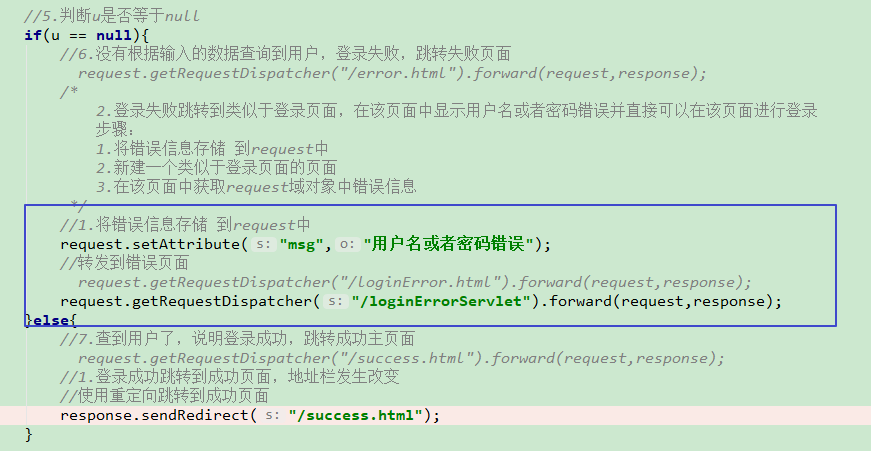 //5.判断u是否等于null
if(u == null){
//6.没有根据输入的数据查询到用户，登录失败，跳转失败页面
request.getRequestDispatcher("/error.html").forward(request,response);
/*
2.登录失败跳转到类似于登录页面，在该页面中显示用户名或者密码错误并直接可以在该页面进行登录
步骤：
1.将错误信息存储 到request中
2.新建一个类似于登录页面的页面
3.在该页面中获取request域对象中错误信息
*/
//1.将错误信息存储 到request中
request.setAttribute( s: "msg", o: "用户名或者密码错误");
//转发到错误页面
request.getRequestDispatcher("/loginError.html").forward(request,response);
request.getRequestDispatcher( s: "/loginErrorServlet").forward(request,response);
}else{
//7.查到用户了，说明登录成功，跳转成功主页面
request.getRequestDispatcher("/success.html").forward(request,response);
//1.登录成功跳转到成功页面，地址栏发生改变
//使用重定向跳转到成功页面
response.sendRedirect( s: "/success.html");
}